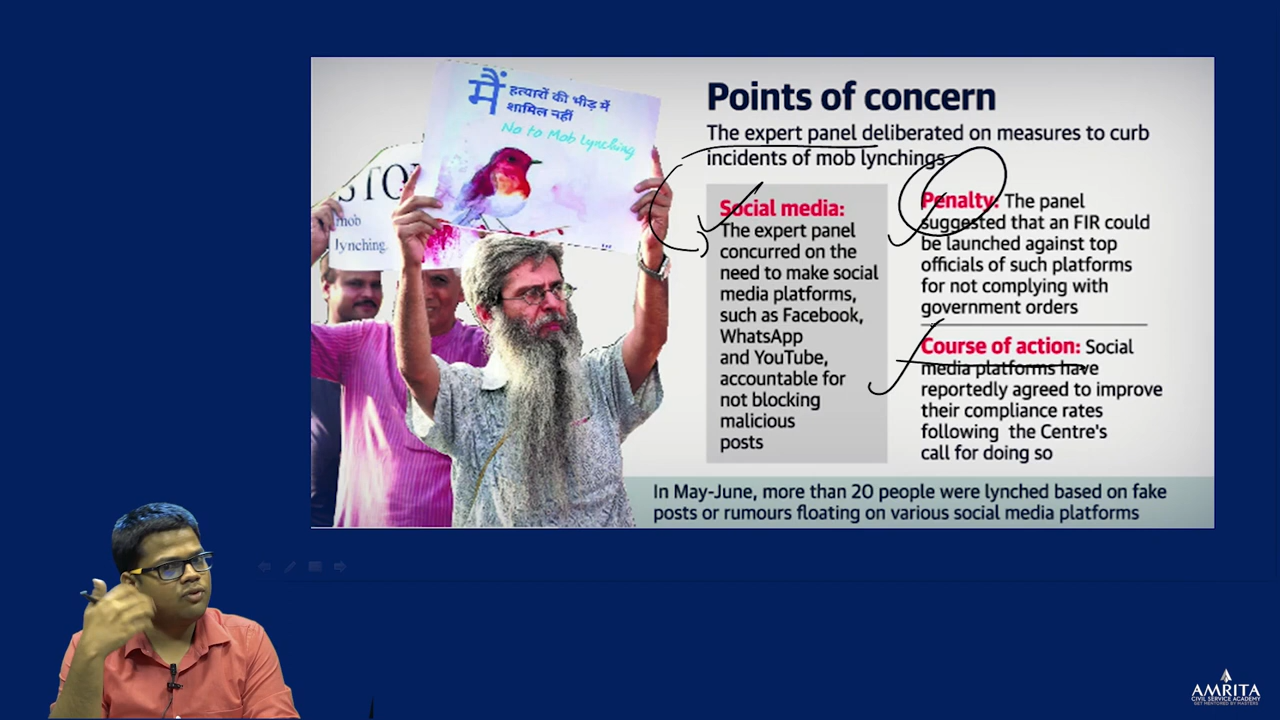 मैं हत्यारों की भीड़ में
शामिल नहीं
No to Mob Lynching
STO
mob
lynching.
Points of concern
The expert panel deliberated on measures to curb
incidents of mob lynchings
Social media:
The expert panel
concurred on the
need to make social
media platforms,
such as Facebook,
WhatsApp
and YouTube,
accountable for
not blocking
malicious
posts
Penalty: The panel
suggested that an FIR could
be launched against top
officials of such platforms
for not complying with
government orders
Course of action: Social
media platforms have
reportedly agreed to improve
their compliance rates
following the Centre's
call for doing so
In May-June, more than 20 people were lynched based on fake
posts or rumours floating on various social media platforms
AMRITA
CIVIL SERVICE ACADEMY
GET MENTORED BY MASTERS